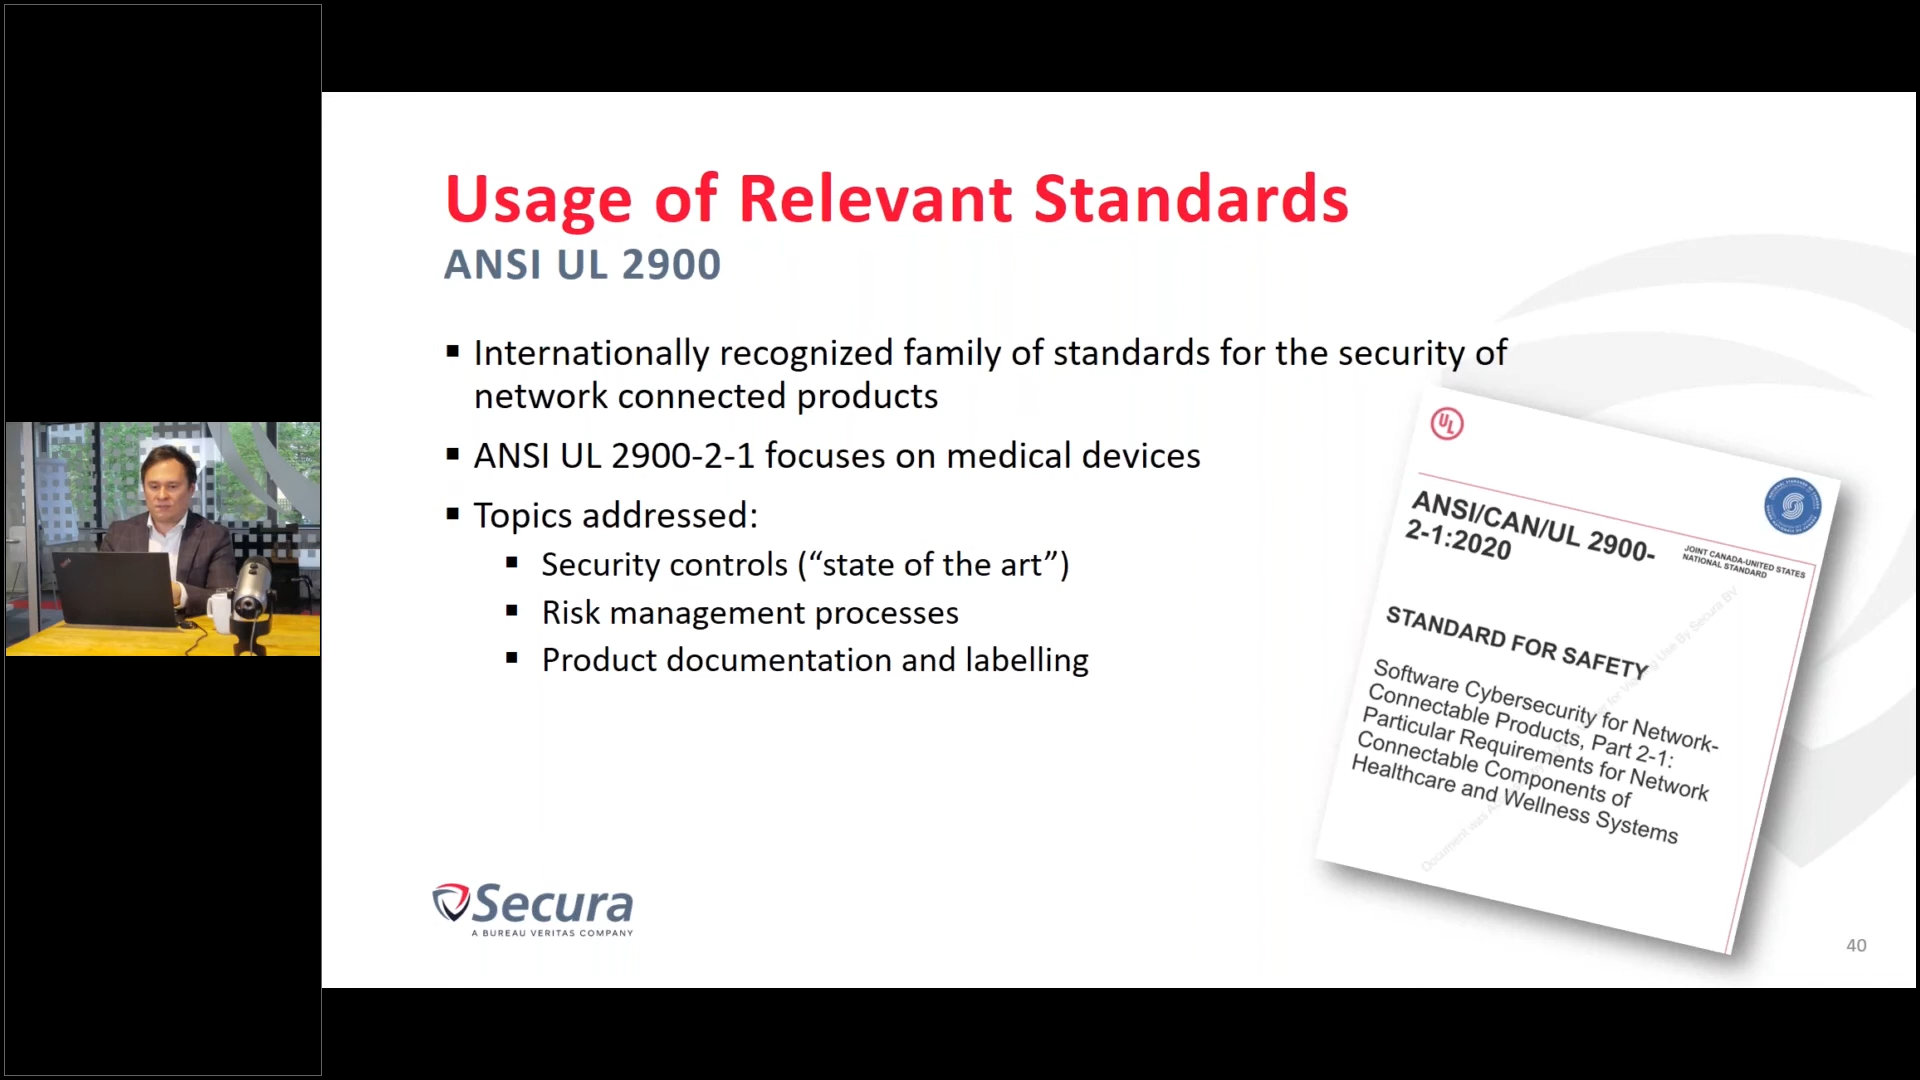 Usage of Relevant Standards
ANSI UL 2900
▪ Internationally recognized family of standards for the security of
network connected products
▪ ANSI UL 2900-2-1 focuses on medical devices
▪ Topics addressed:
▪ Security controls (“state of the art”)
▪ Risk management processes
▪ Product documentation and labelling
UL
ANSI/CAN/UL 2900-
2-1:2020
JOINT CANADA-UNITED STATES
NATIONAL STANDARD
STANDARD FOR SAFETY
Software Cybersecurity for Network-
Connectable Products, Part 2-1:
Particular Requirements for Network
Connectable Components of
Healthcare and Wellness Systems
Secura
A BUREAU VERITAS COMPANY
40